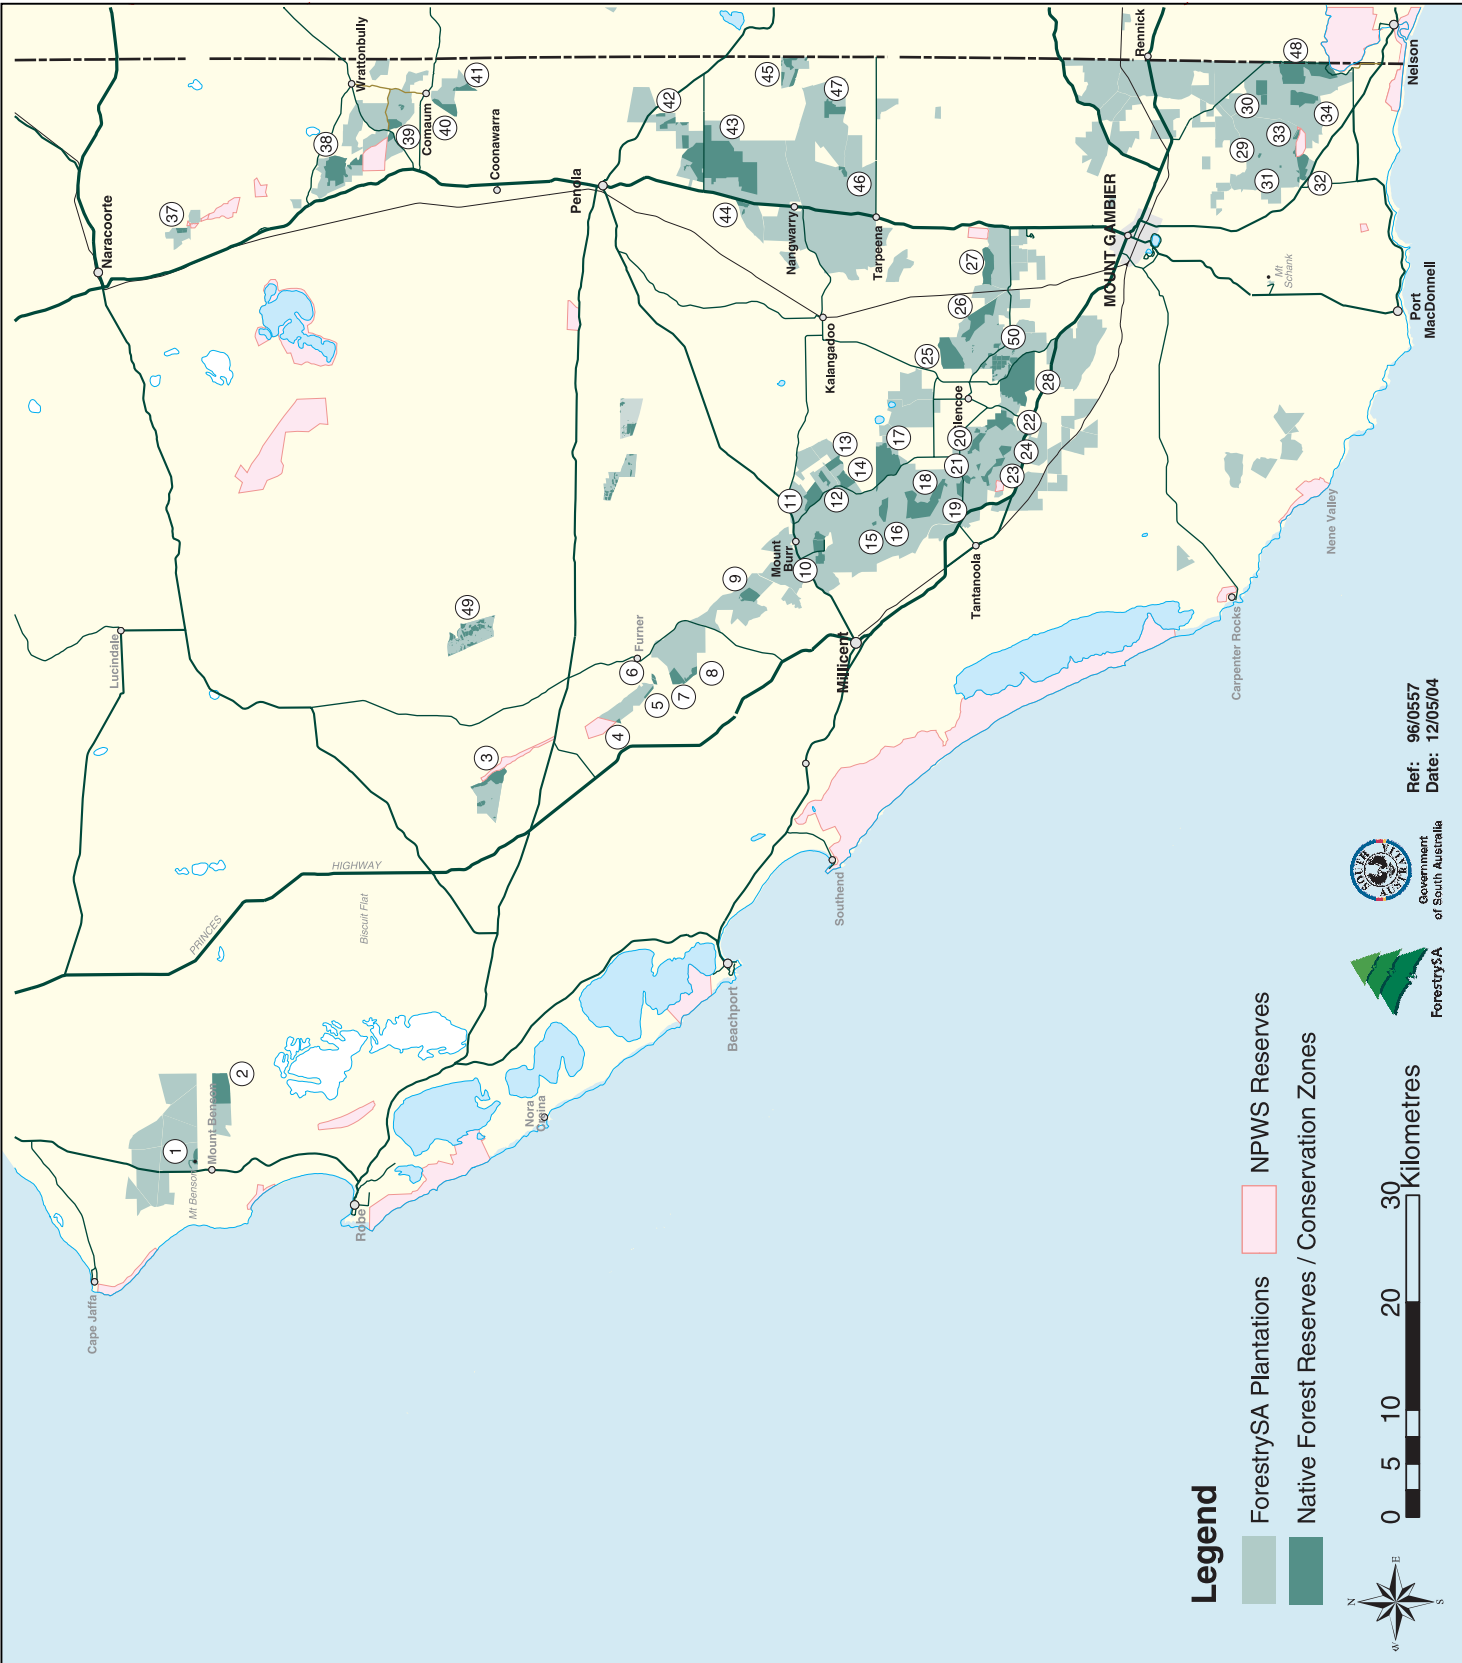 Naracoorte
37
38
Wrattonbully
39
Comaum
40
41
Coonawarra
Penola
42
43
44
45
46
47
Nangwarry
Tarpeena
Kalangadoo
27
26
25
50
28
lencoe
MOUNT GAMBIER
Rennick
48
30
29
33
34
31
32
Nelson
Mt
Schank
Port
MacDonnell
Lucindale
49
11
12
13
14
15
16
17
18
19
20
21
22
23
24
Mount
Burr
10
9
Furner
6
5
7
8
4
3
Millicent
Tantanoola
Nene Valley
Carpenter Rocks
PRINCES
HIGHWAY
Biscuit Flat
Southend
Beachport
Nora
Creina
Robe
1
2
Mount Benson
Mt Benson
Cape Jaffa
Legend
ForestrySA Plantations
NPWS Reserves
Native Forest Reserves / Conservation Zones
0
5
10
20
30
Kilometres
N
E
S
W
ForestrySA
SOUTH AUSTRALIA
Government
of South Australia
Ref: 96/0557
Date: 12/05/04